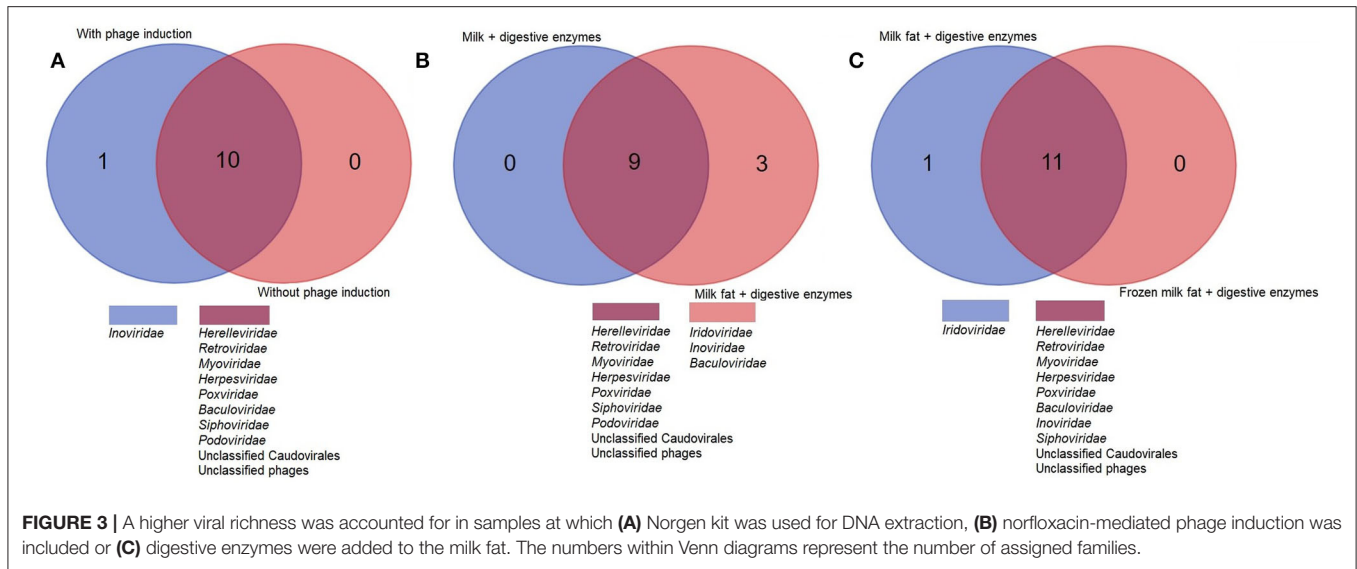 With phage induction
A
1
10
0
Without phage induction
Inoviridae
Herelleviridae
Retroviridae
Myoviridae
Herpesviridae
Poxviridae
Baculoviridae
Siphoviridae
Podoviridae
Unclassified Caudovirales
Unclassified phages
Milk + digestive enzymes
B
0
9
3
Milk fat + digestive enzymes
Herelleviridae
Retroviridae
Myoviridae
Herpesviridae
Poxviridae
Siphoviridae
Podoviridae
Unclassified Caudovirales
Unclassified phages
Iridoviridae
Inoviridae
Baculoviridae
Milk fat + digestive enzymes
C
1
11
0
Frozen milk fat + digestive enzymes
Iridoviridae
Herelleviridae
Retroviridae
Myoviridae
Herpesviridae
Poxviridae
Baculoviridae
Inoviridae
Siphoviridae
Unclassified Caudovirales
Unclassified phages
FIGURE 3 | A higher viral richness was accounted for in samples at which (A) Norgen kit was used for DNA extraction, (B) norfloxacin-mediated phage induction was
included or (C) digestive enzymes were added to the milk fat. The numbers within Venn diagrams represent the number of assigned families.